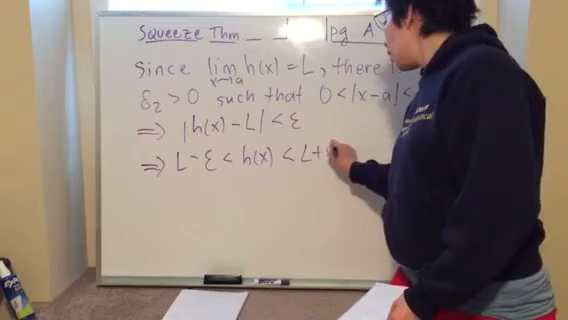 Squeeze Thm pg A
Since lim h(x) = L, there
x→a
δ₂ > 0 such that 0 < |x - a| <
⇒ |h(x) - L| < ε
⇒ L - ε < h(x) < L + ε